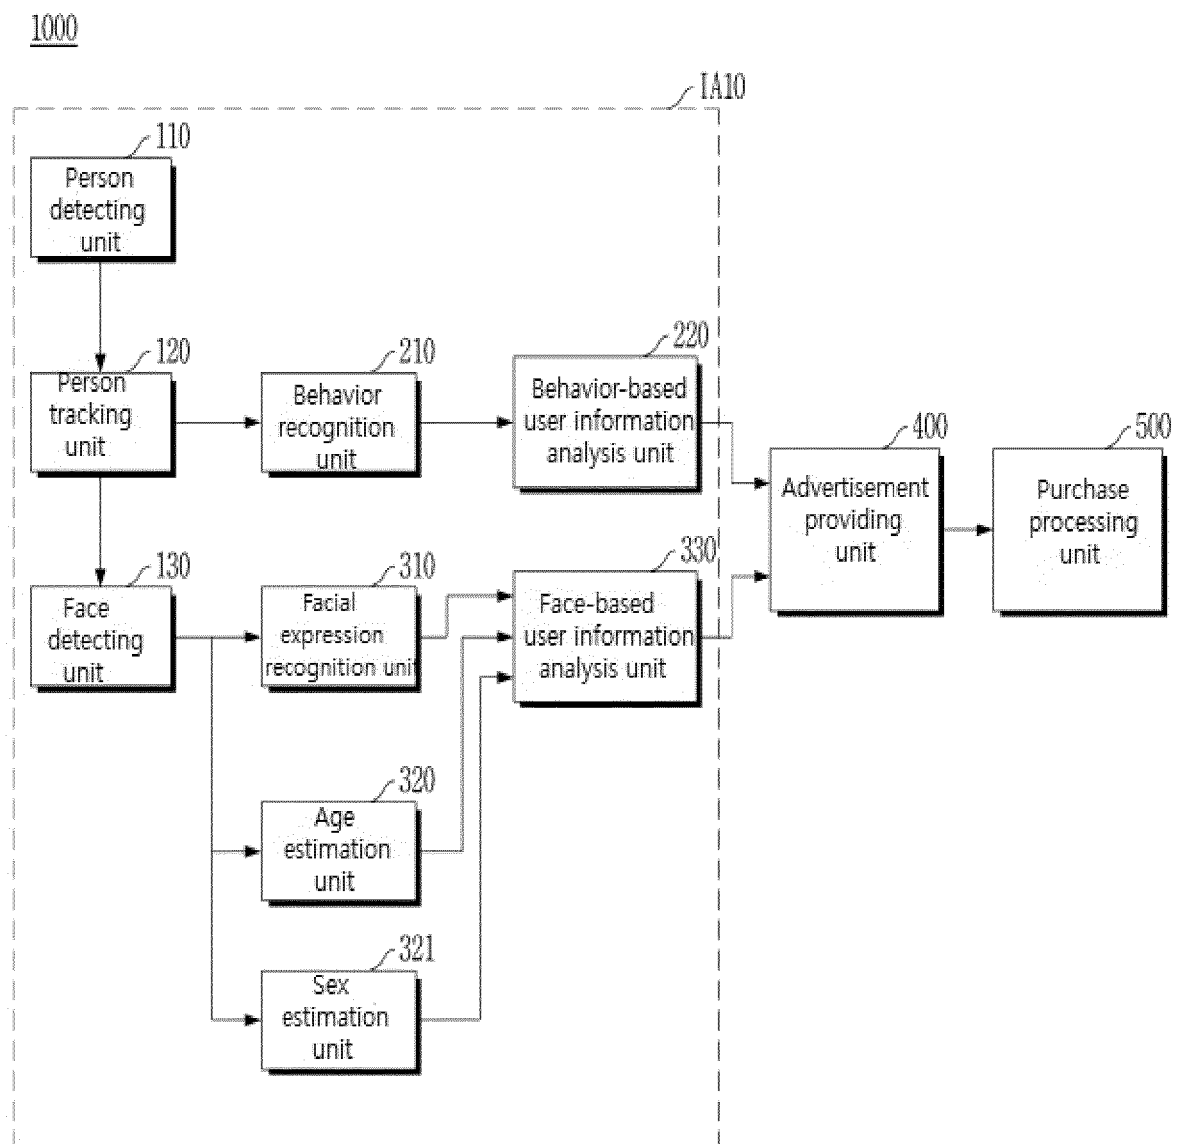 1000
IA10
110
Person
detecting
unit
120
Person
tracking
unit
210
Behavior
recognition
unit
220
Behavior-based
user information
analysis unit
400
Advertisement
providing
unit
500
Purchase
processing
unit
130
Face
detecting
unit
310
Facial
expression
recognition unit
330
Face-based
user information
analysis unit
320
Age
estimation
unit
321
Sex
estimation
unit